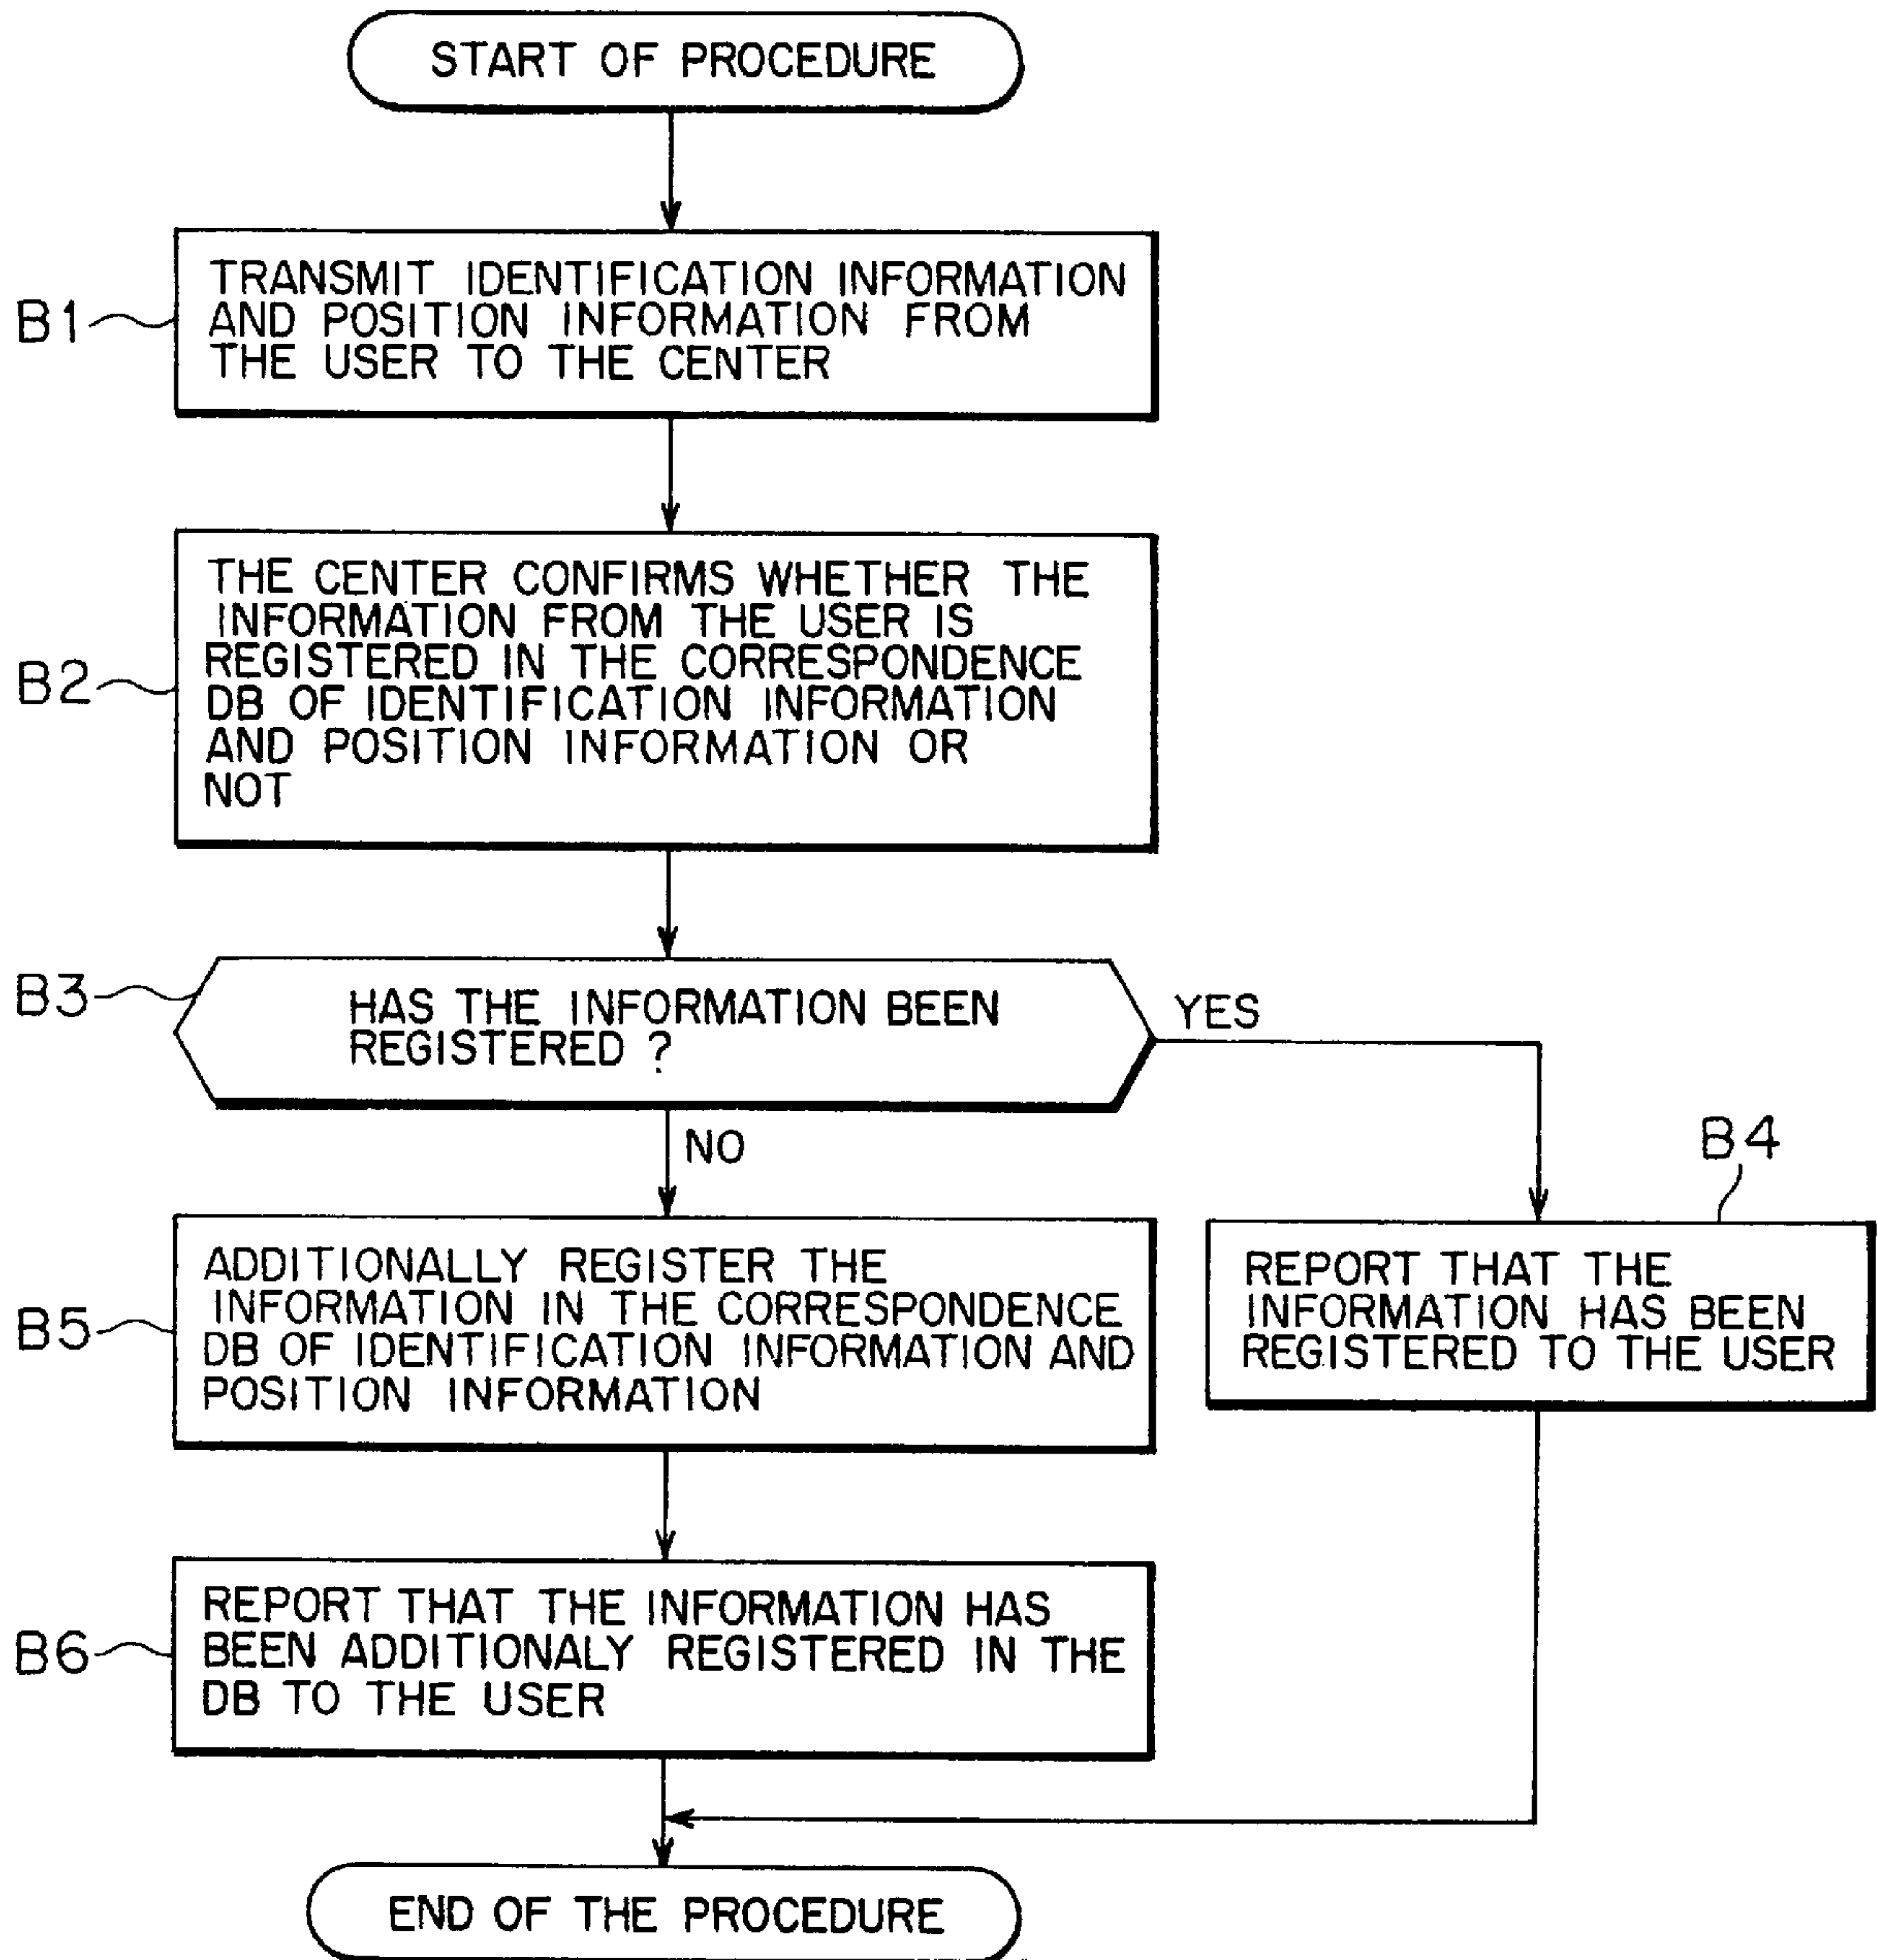 START OF PROCEDURE
B1
TRANSMIT IDENTIFICATION INFORMATION
AND POSITION INFORMATION FROM
THE USER TO THE CENTER
B2
THE CENTER CONFIRMS WHETHER THE
INFORMATION FROM THE USER IS
REGISTERED IN THE CORRESPONDENCE
DB OF IDENTIFICATION INFORMATION
AND POSITION INFORMATION OR
NOT
B3
HAS THE INFORMATION BEEN
REGISTERED ?
YES
NO
B4
REPORT THAT THE
INFORMATION HAS BEEN
REGISTERED TO THE USER
B5
ADDITIONALLY REGISTER THE
INFORMATION IN THE CORRESPONDENCE
DB OF IDENTIFICATION INFORMATION AND
POSITION INFORMATION
B6
REPORT THAT THE INFORMATION HAS
BEEN ADDITIONALY REGISTERED IN THE
DB TO THE USER
END OF THE PROCEDURE